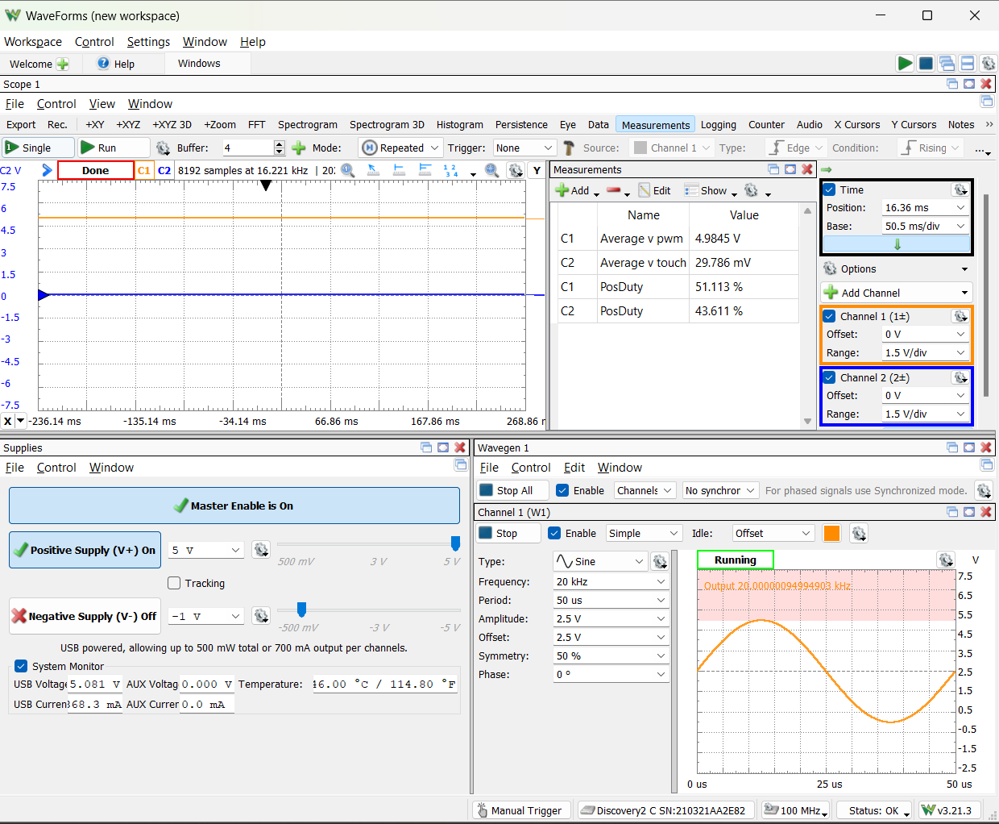 WaveForms (new workspace)
Workspace Control Settings Window Help
Welcome Help Windows
Scope 1
File Control View Window
Export Rec. +XY +XYZ +XYZ 3D +Zoom FFT Spectrogram Spectrogram 3D Histogram Persistence Eye Data Measurements Logging Counter Audio X Cursors Y Cursors Notes »
1 Single Run Buffer: 4 Mode: Repeated Trigger: None Source: Channel 1 Type: Edge Condition: Rising ...
C2 V Done C1 C2 8192 samples at 16.221 kHz | 202 Y
7.5
6
4.5
3
1.5
0
-1.5
-3
-4.5
-6
-7.5
X -236.14 ms -135.14 ms -34.14 ms 66.86 ms 167.86 ms 268.86 m
Measurements
Add Edit Show
Name Value
C1 Average v pwm 4.9845 V
C2 Average v touch 29.786 mV
C1 PosDuty 51.113 %
C2 PosDuty 43.611 %
Time
Position: 16.36 ms
Base: 50.5 ms/div
Options
Add Channel
Channel 1 (1±)
Offset: 0 V
Range: 1.5 V/div
Channel 2 (2±)
Offset: 0 V
Range: 1.5 V/div
Supplies
File Control Window
Master Enable is On
Positive Supply (V+) On 5 V 500 mV 3 V 5 V
Tracking
Negative Supply (V-) Off -1 V -500 mV -3 V -5 V
USB powered, allowing up to 500 mW total or 700 mA output per channels.
System Monitor
USB Voltage 5.081 V AUX Voltag 0.000 V Temperature: 46.00 °C / 114.80 °F
USB Curren 68.3 mA AUX Currer 0.0 mA
Wavegen 1
File Control Edit Window
Stop All Enable Channels No synchror For phased signals use Synchronized mode.
Channel 1 (W1)
Stop Enable Simple Idle: Offset
Type: Sine
Frequency: 20 kHz
Period: 50 us
Amplitude: 2.5 V
Offset: 2.5 V
Symmetry: 50 %
Phase: 0 º
Running V
Output 20.00000094994903 kHz
7.5
6.5
5.5
4.5
3.5
2.5
1.5
0.5
-0.5
-1.5
-2.5
0 us 25 us 50 us
Manual Trigger Discovery2 C SN:210321AA2E82 100 MHz Status: OK v3.21.3